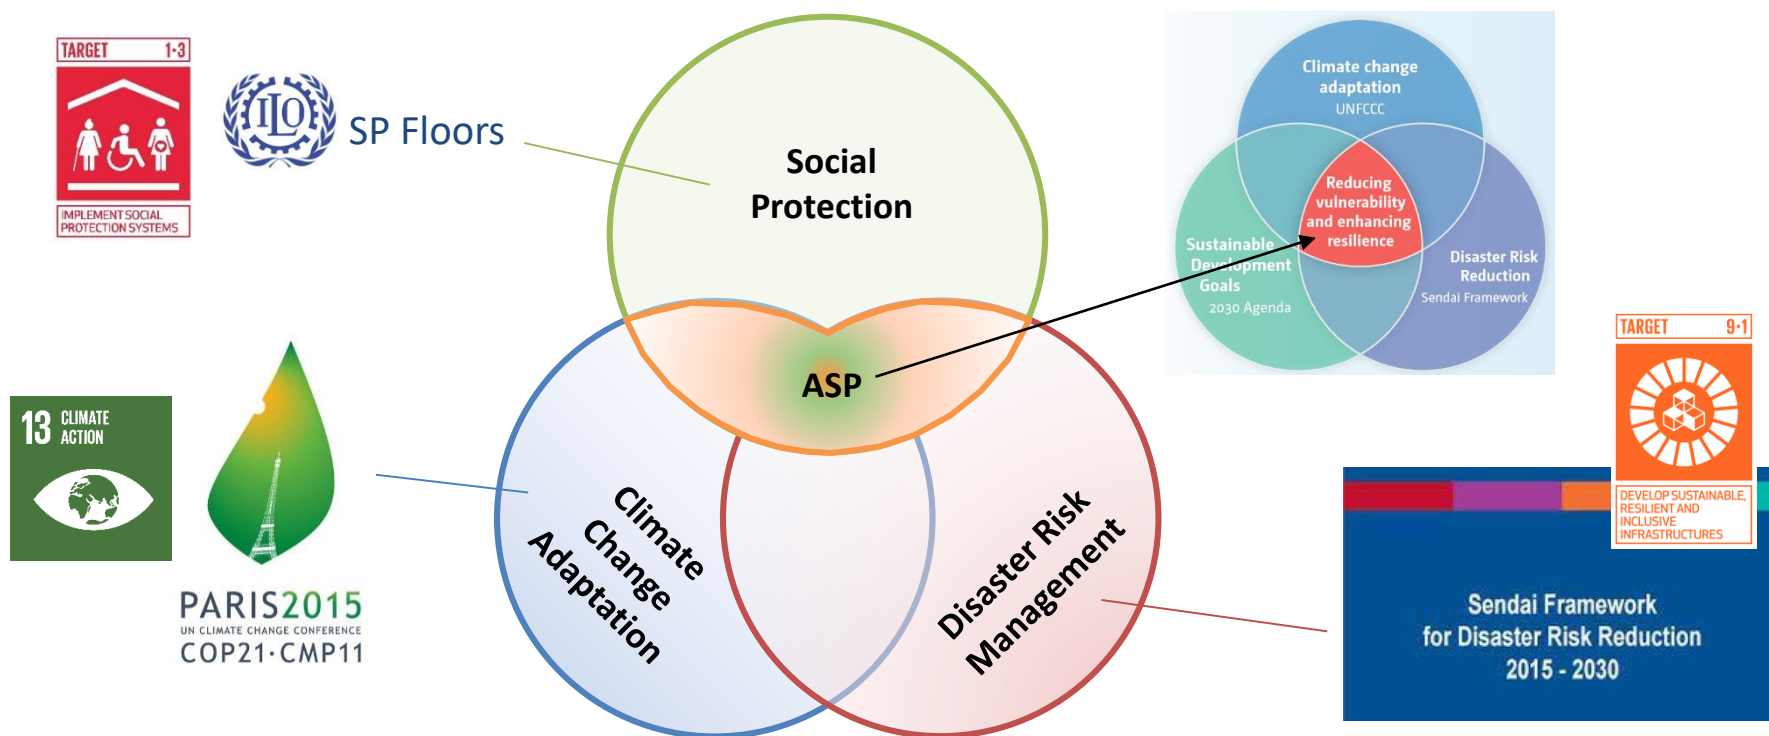 TARGET 1·3
IMPLEMENT SOCIAL
PROTECTION SYSTEMS
ILO
SP Floors
Social
Protection
Climate change
adaptation
UNFCCC
Reducing
vulnerability
and enhancing
resilience
Sustainable
Development
Goals
2030 Agenda
Disaster Risk
Reduction
Sendai Framework
ASP
13 CLIMATE
ACTION
PARIS2015
UN CLIMATE CHANGE CONFERENCE
COP21·CMP11
Climate
Change
Adaptation
Disaster Risk
Management
TARGET 9·1
DEVELOP SUSTAINABLE,
RESILIENT AND
INCLUSIVE
INFRASTRUCTURES
Sendai Framework
for Disaster Risk Reduction
2015 - 2030